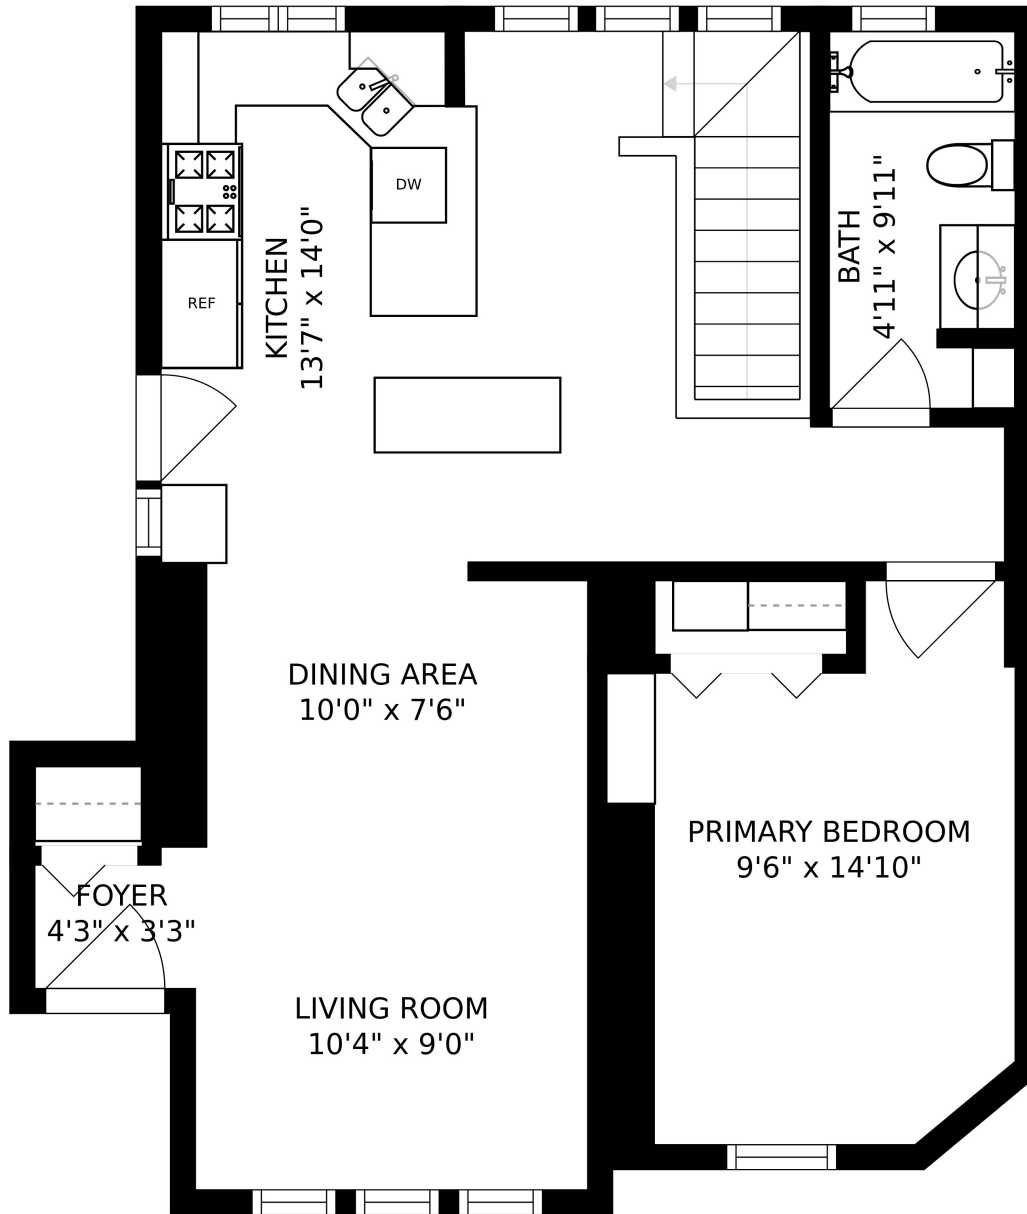 DW
REF
KITCHEN
13'7" x 14'0"
BATH
4'11" x 9'11"
DINING AREA
10'0" x 7'6"
PRIMARY BEDROOM
9'6" x 14'10"
FOYER
4'3" x 3'3"
LIVING ROOM
10'4" x 9'0"